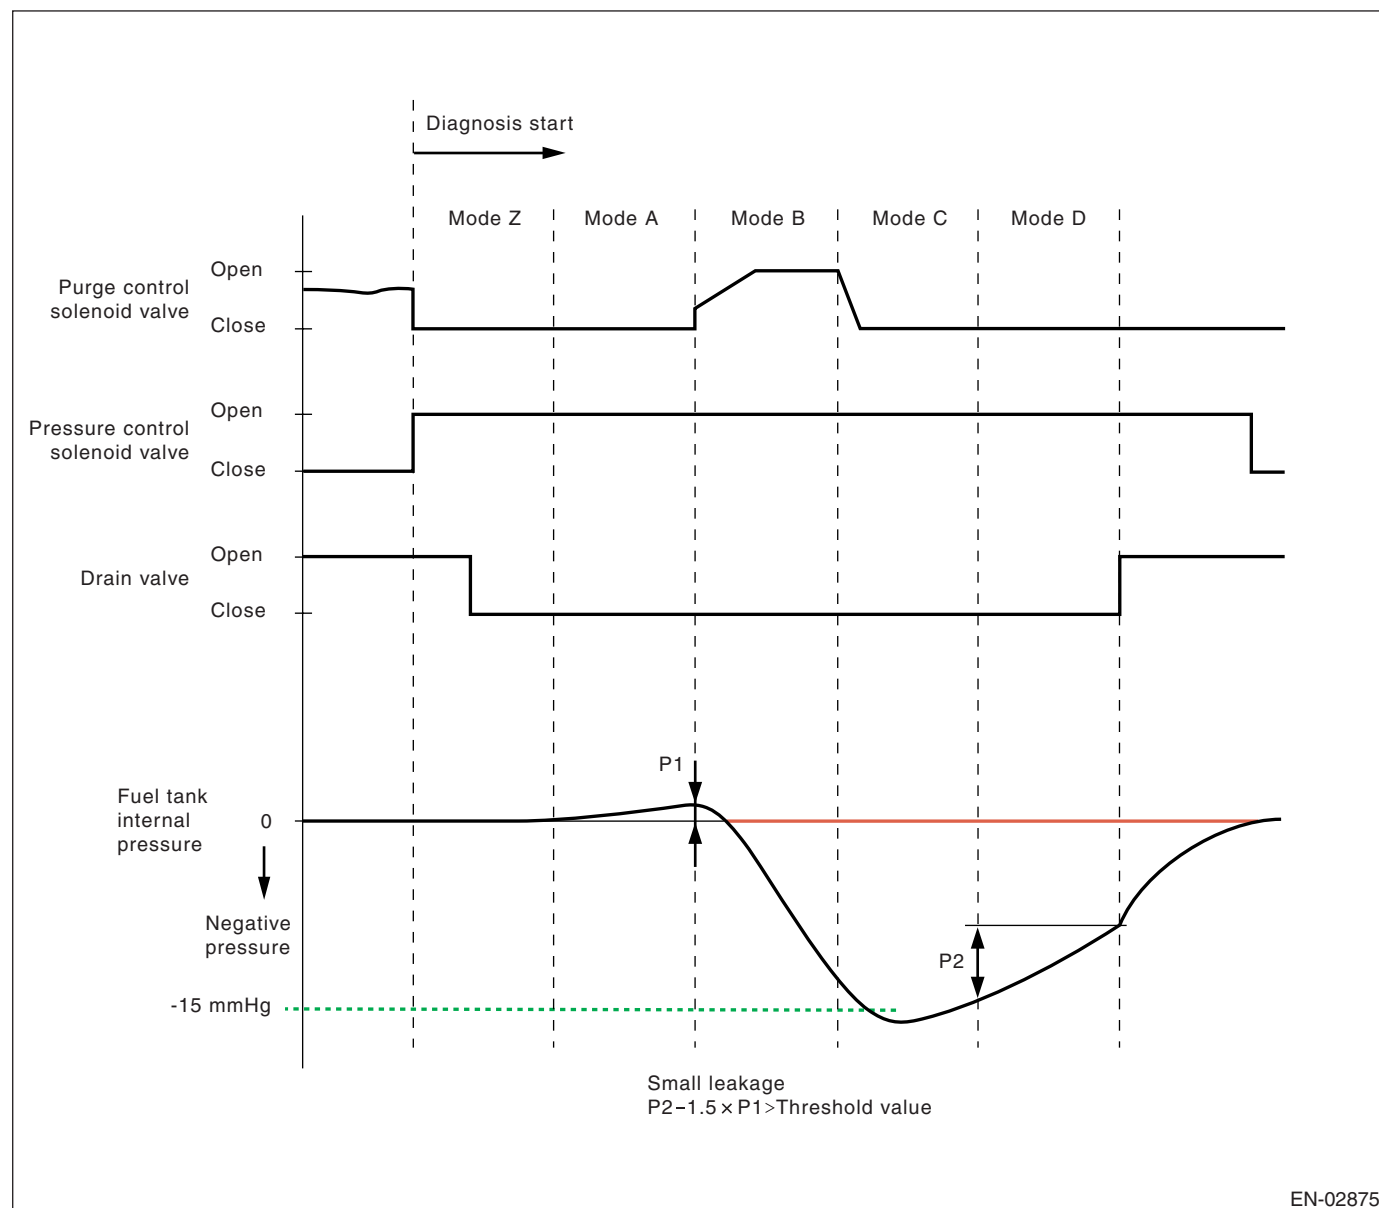 Diagnosis start
Mode Z
Mode A
Mode B
Mode C
Mode D
Purge control
solenoid valve
Open
Close
Pressure control
solenoid valve
Open
Close
Drain valve
Open
Close
P1
Fuel tank
internal
pressure
0
Negative
pressure
P2
-15 mmHg
Small leakage
P2−1.5×P1>Threshold value
EN-02875